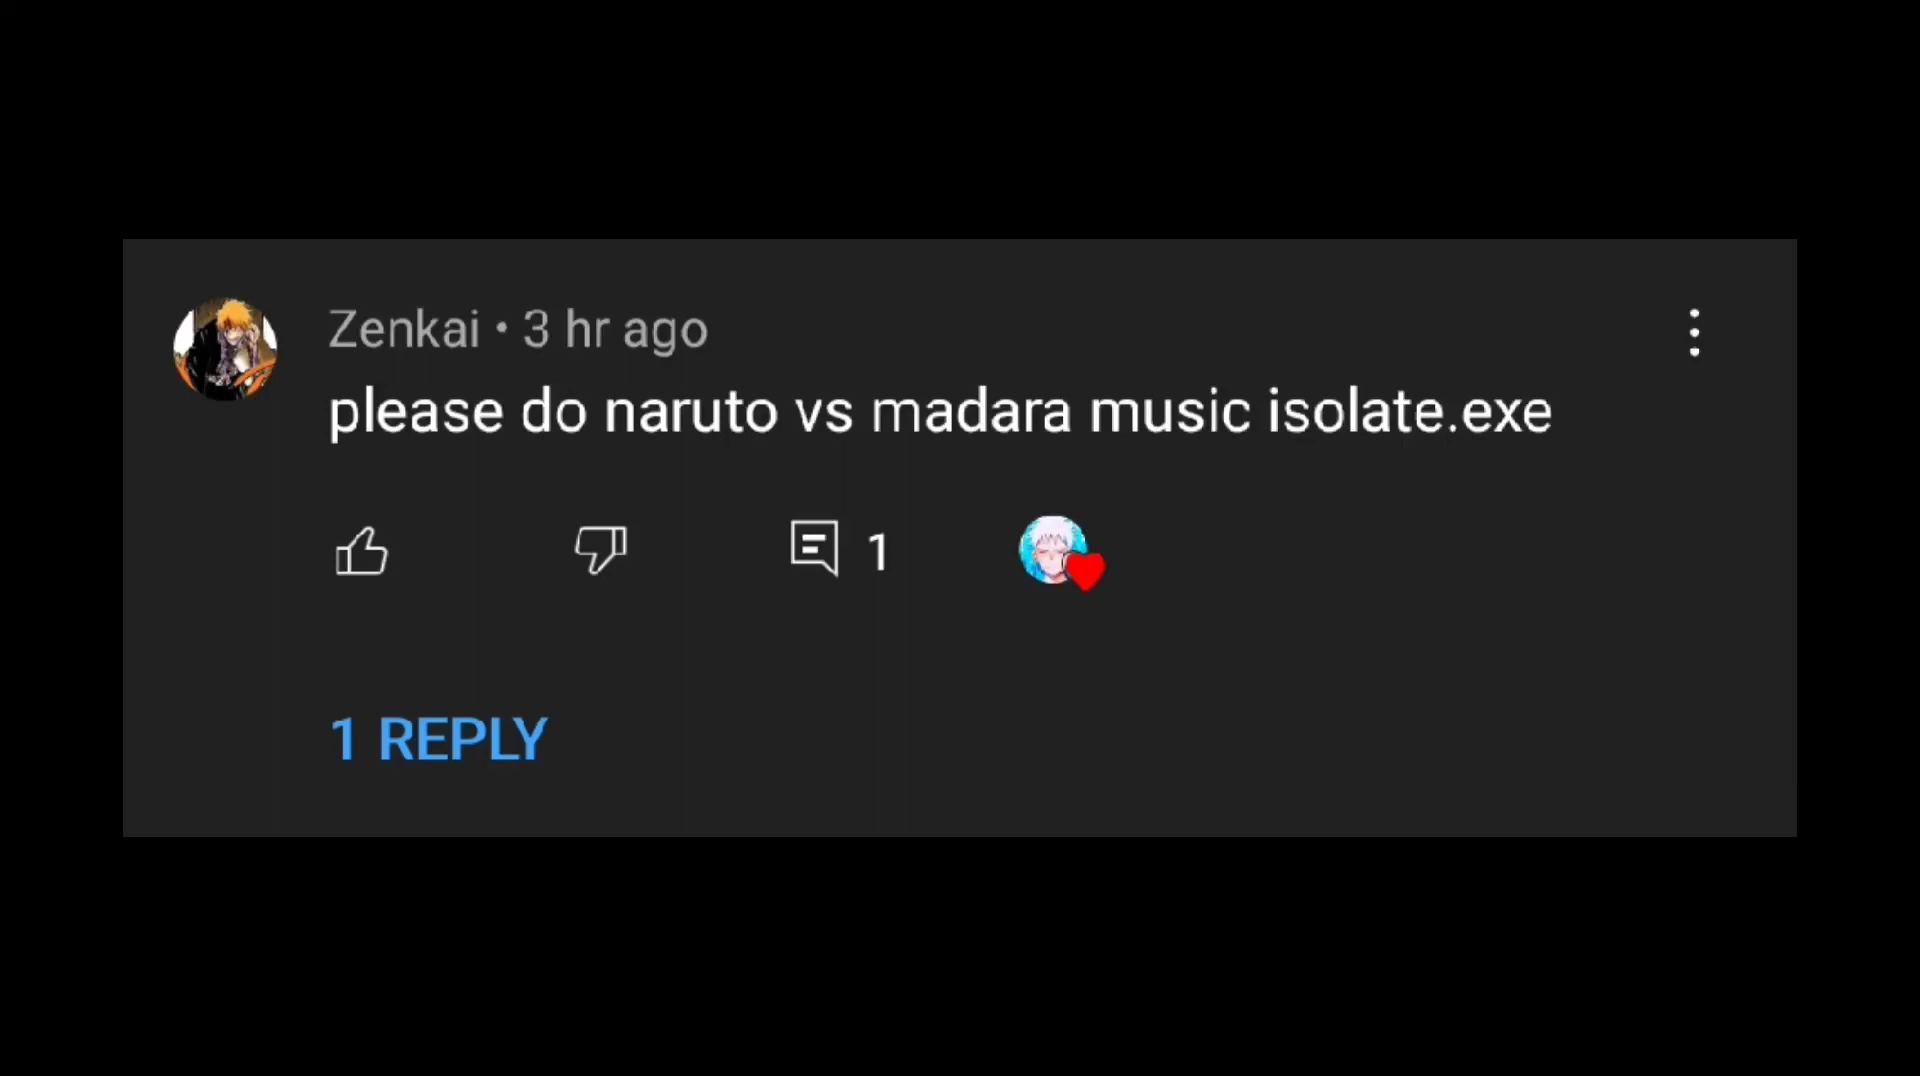 Zenkai • 3 hr ago
please do naruto vs madara music isolate.exe
1
1 REPLY